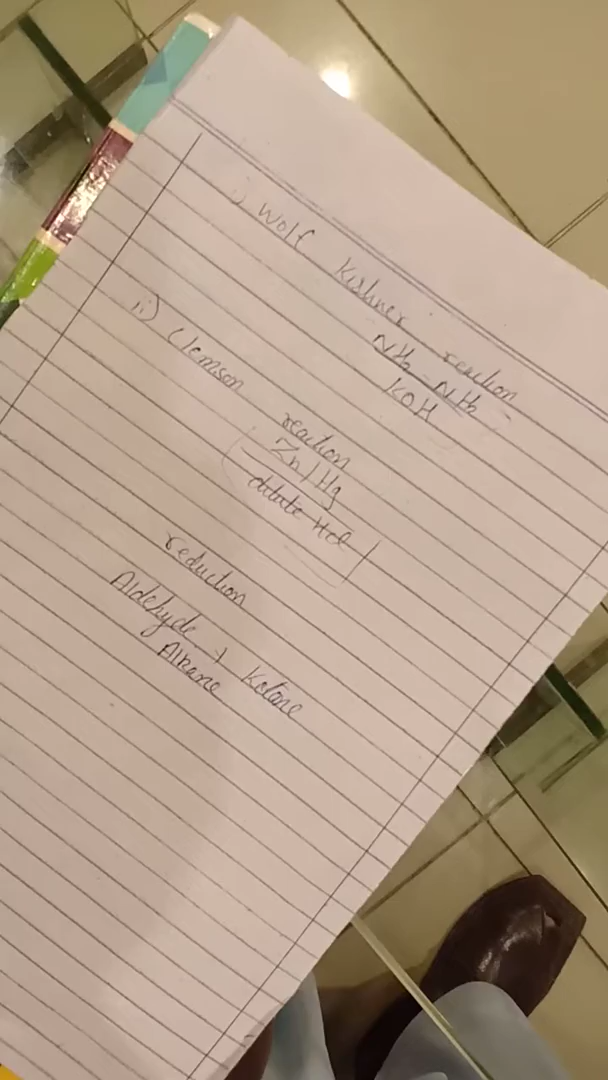 i) Wolf Kishner reaction
NH₂-NH₂
KOH
ii) Clemson reaction
Zn/Hg
dilute Hcl
reduction
Aldehyde + Ketone
Alkane